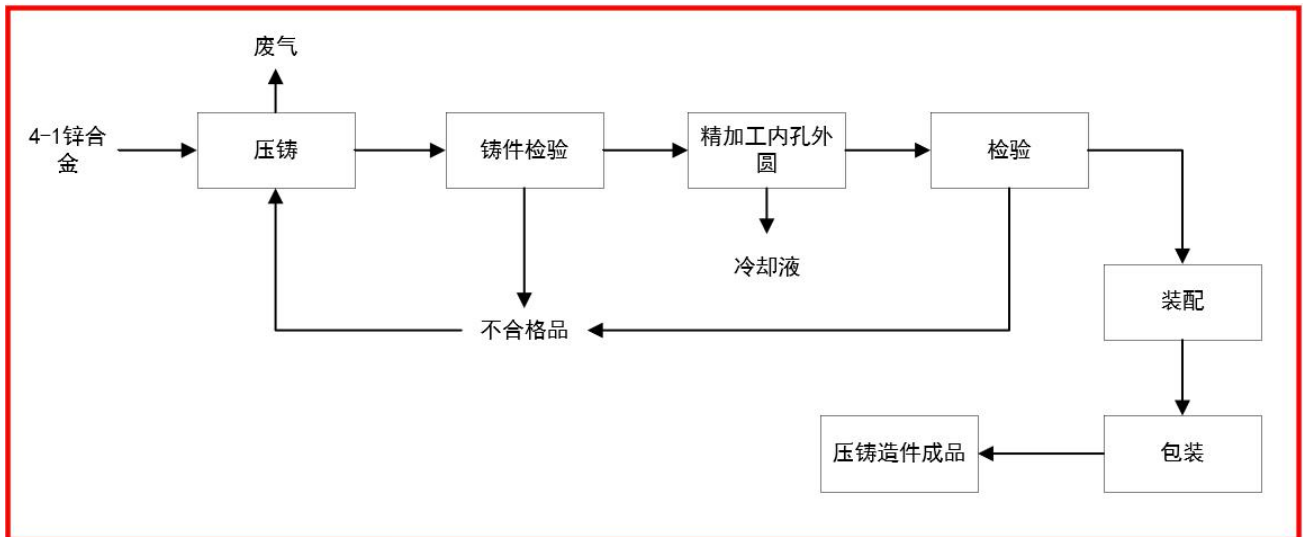 废气
4-1锌合
金
压铸
铸件检验
精加工内孔外
圆
检验
冷却液
装配
不合格品
压铸造件成品
包装